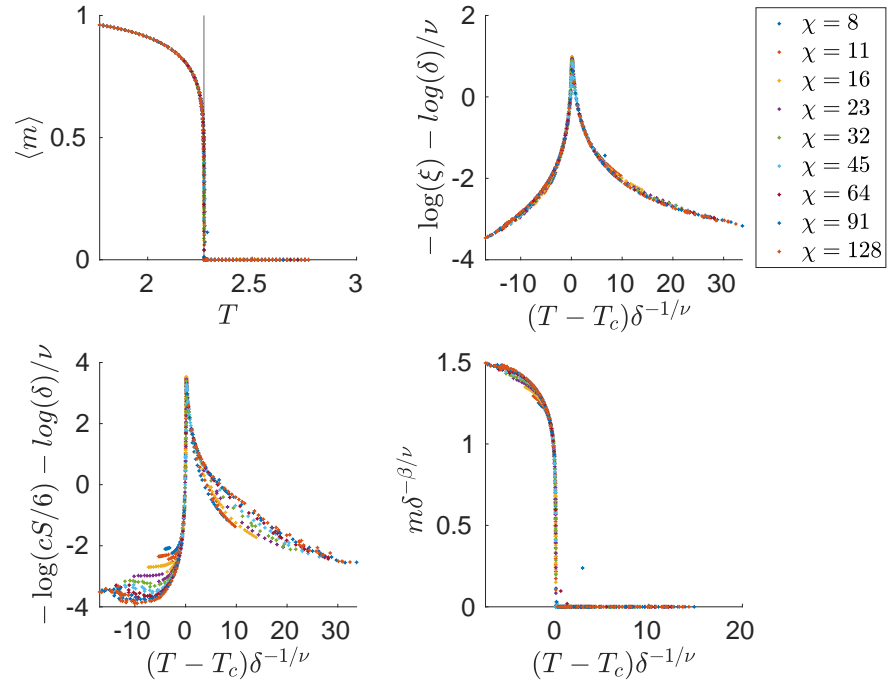 1
0.5
0
2
2.5
3
⟨m⟩
T
2
0
-2
-4
-10
0
10
20
30
− log(ξ) − log(δ)/ν
(T − T_c)δ^{−1/ν}
χ = 8
χ = 11
χ = 16
χ = 23
χ = 32
χ = 45
χ = 64
χ = 91
χ = 128
4
2
0
-2
-4
-10
0
10
20
30
− log(cS/6) − log(δ)/ν
(T − T_c)δ^{−1/ν}
1.5
1
0.5
0
0
20
mδ^{−β/ν}
(T − T_c)δ^{−1/ν}